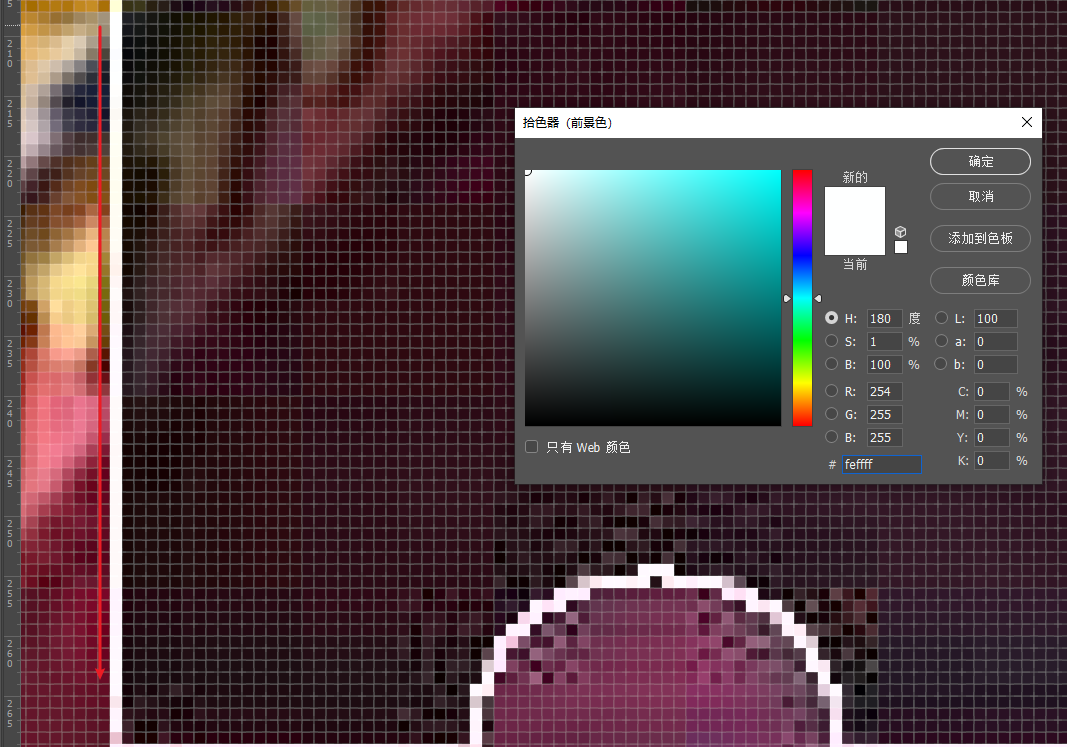 5
210
215
220
225
230
235
240
245
250
255
260
265
拾色器（前景色）
新的
当前
确定
取消
添加到色板
颜色库
H: 180 度
S: 1 %
B: 100 %
R: 254
G: 255
B: 255
# feffff
L: 100
a: 0
b: 0
C: 0 %
M: 0 %
Y: 0 %
K: 0 %
只有 Web 颜色